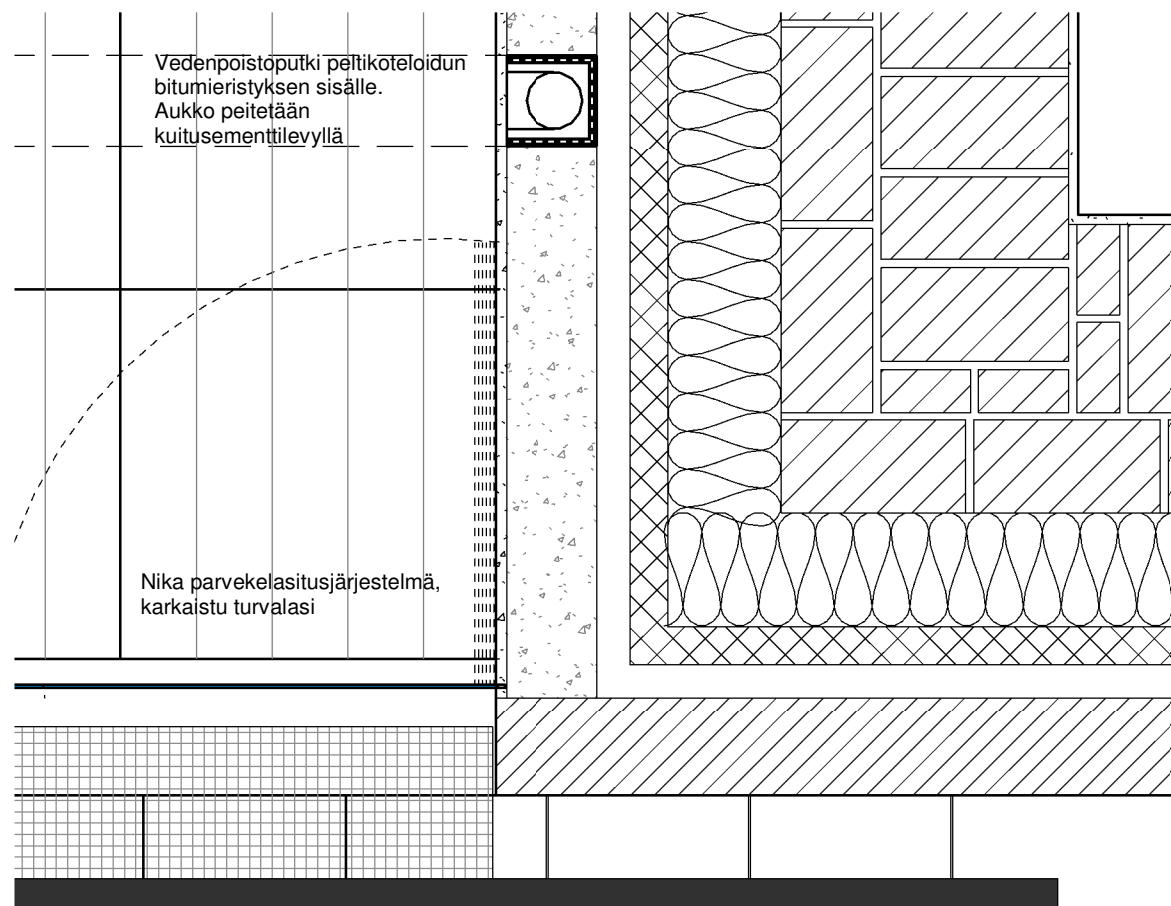 Vedenpoistoputki peltikoteloidun
bitumieristyksen sisälle.
Aukko peitetään
kuitusementtilevyllä
Nika parvekelasitusjärjestelmä,
karkaistu turvalasi